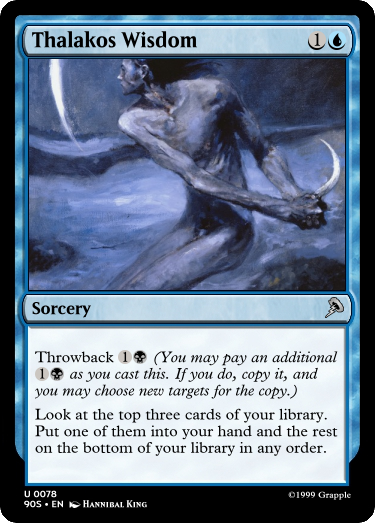 Thalakos Wisdom 1
Sorcery
Throwback 1 (You may pay an additional
1 as you cast this. If you do, copy it, and
you may choose new targets for the copy.)
Look at the top three cards of your library.
Put one of them into your hand and the rest
on the bottom of your library in any order.
U 0078
90S • EN Hannibal King
©1999 Grapple